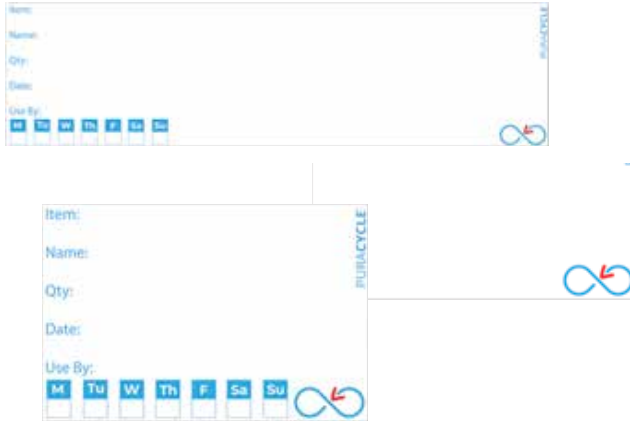 Item:
Name:
Qty:
Date:
Use By:
M Tu W Th F Sa Su
PURACYCLE
Item:
Name:
Qty:
Date:
Use By:
M Tu W Th F Sa Su
PURACYCLE